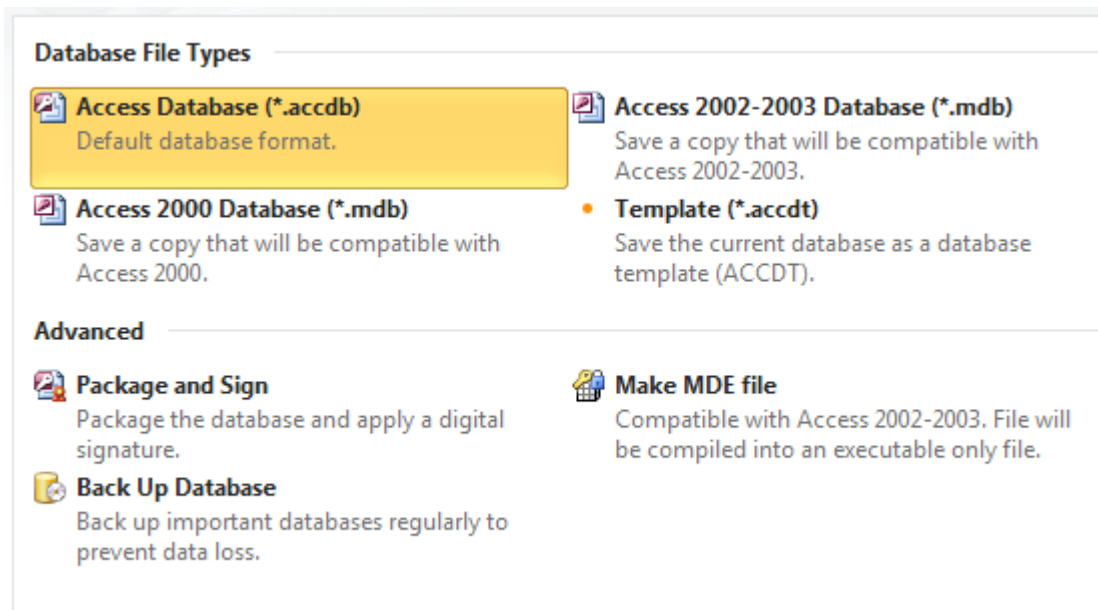 Database File Types
Access Database (*.accdb)
Default database format.
Access 2002-2003 Database (*.mdb)
Save a copy that will be compatible with
Access 2002-2003.
Access 2000 Database (*.mdb)
Save a copy that will be compatible with
Access 2000.
Template (*.accdt)
Save the current database as a database
template (ACCDT).
Advanced
Package and Sign
Package the database and apply a digital
signature.
Make MDE file
Compatible with Access 2002-2003. File will
be compiled into an executable only file.
Back Up Database
Back up important databases regularly to
prevent data loss.